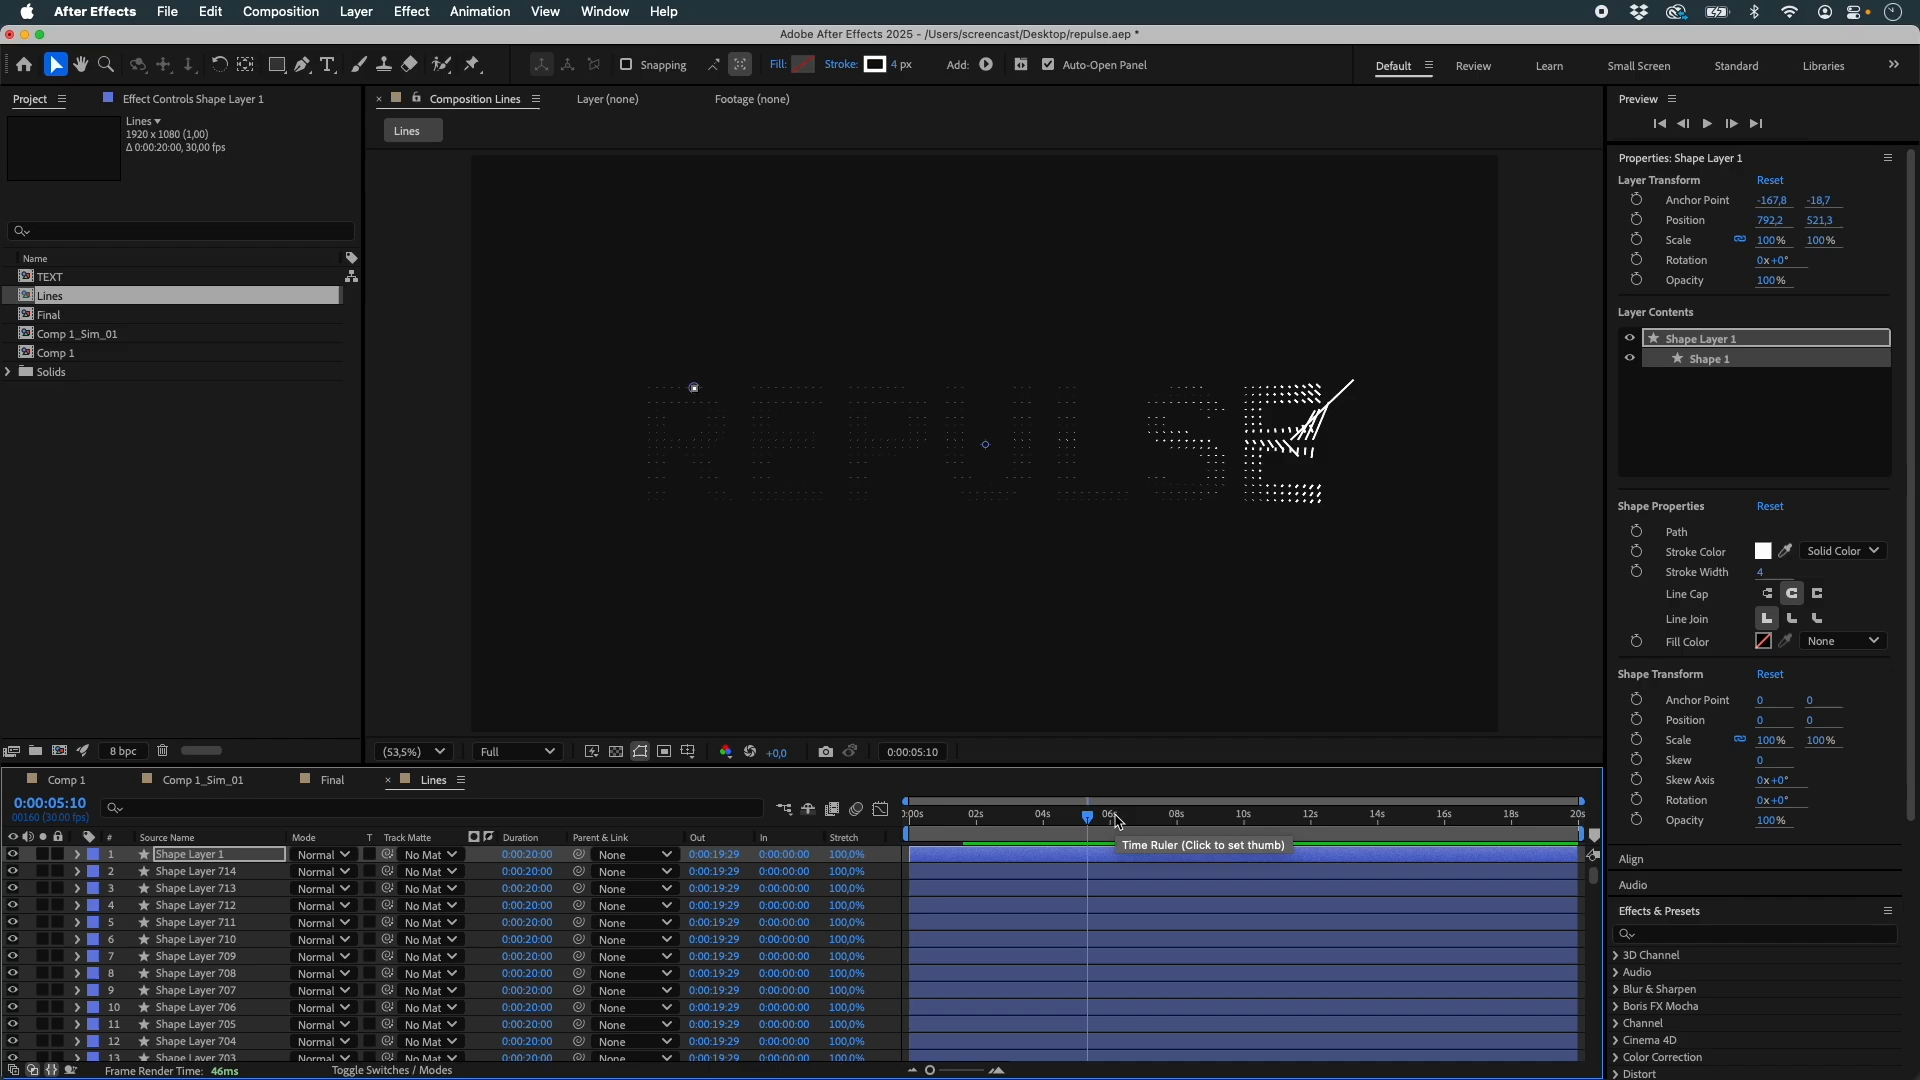 After Effects File Edit Composition Layer Effect Animation View Window Help
Adobe After Effects 2025 - /Users/screencast/Desktop/repulse.aep *
Snapping Fill: Stroke: 4 px Add: Auto-Open Panel Default Review Learn Small Screen Standard Libraries
Project Effect Controls Shape Layer 1
Lines
1920 x 1080 (1,00)
Δ 0:00:20:00, 30,00 fps
Name
TEXT
Lines
Final
Comp 1_Sim_01
Comp 1
Solids
8 bpc
Composition Lines Layer (none) Footage (none)
Lines
REPULSE
(53,5%) Full +0,0 0:00:05:10
Preview
Properties: Shape Layer 1
Layer Transform Reset
Anchor Point -167,8 -18,7
Position 792,2 521,3
Scale 100% 100%
Rotation 0x+0°
Opacity 100%
Layer Contents
Shape Layer 1
Shape 1
Shape Properties Reset
Path
Stroke Color Solid Color
Stroke Width 4
Line Cap
Line Join
Fill Color None
Shape Transform Reset
Anchor Point 0 0
Position 0 0
Scale 100% 100%
Skew 0
Skew Axis 0x+0°
Rotation 0x+0°
Opacity 100%
Align
Audio
Effects & Presets
3D Channel
Audio
Blur & Sharpen
Boris FX Mocha
Channel
Cinema 4D
Color Correction
Distort
Comp 1 Comp 1_Sim_01 Final Lines
0:00:05:10
00160 (30.00 fps)
02s 04s 06s 08s 10s 12s 14s 16s 18s 20s
# Source Name Mode T Track Matte Duration Parent & Link Out In Stretch
Time Ruler (Click to set thumb)
1 Shape Layer 1 Normal No Mat 0:00:20:00 None 0:00:19:29 0:00:00:00 100,0%
2 Shape Layer 714 Normal No Mat 0:00:20:00 None 0:00:19:29 0:00:00:00 100,0%
3 Shape Layer 713 Normal No Mat 0:00:20:00 None 0:00:19:29 0:00:00:00 100,0%
4 Shape Layer 712 Normal No Mat 0:00:20:00 None 0:00:19:29 0:00:00:00 100,0%
5 Shape Layer 711 Normal No Mat 0:00:20:00 None 0:00:19:29 0:00:00:00 100,0%
6 Shape Layer 710 Normal No Mat 0:00:20:00 None 0:00:19:29 0:00:00:00 100,0%
7 Shape Layer 709 Normal No Mat 0:00:20:00 None 0:00:19:29 0:00:00:00 100,0%
8 Shape Layer 708 Normal No Mat 0:00:20:00 None 0:00:19:29 0:00:00:00 100,0%
9 Shape Layer 707 Normal No Mat 0:00:20:00 None 0:00:19:29 0:00:00:00 100,0%
10 Shape Layer 706 Normal No Mat 0:00:20:00 None 0:00:19:29 0:00:00:00 100,0%
11 Shape Layer 705 Normal No Mat 0:00:20:00 None 0:00:19:29 0:00:00:00 100,0%
12 Shape Layer 704 Normal No Mat 0:00:20:00 None 0:00:19:29 0:00:00:00 100,0%
13 Shape Layer 703 Normal No Mat 0:00:20:00 None 0:00:19:29 0:00:00:00 100,0%
Frame Render Time: 46ms Toggle Switches / Modes